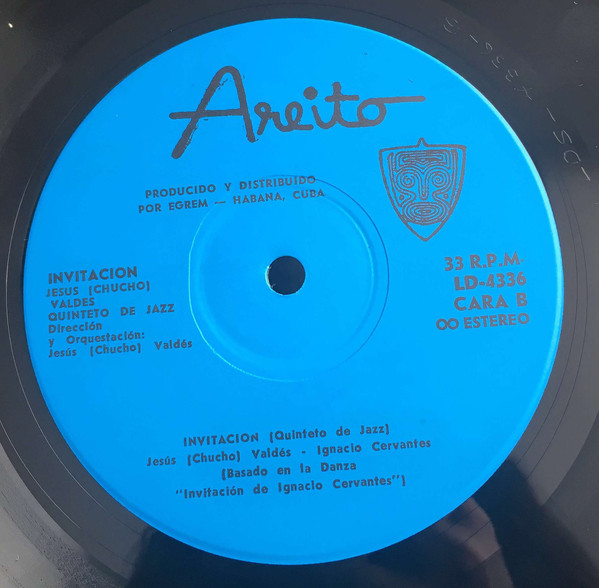 Areito
PRODUCIDO Y DISTRIBUIDO
POR EGREM — HABANA, CUBA
INVITACION
JESUS (CHUCHO)
VALDES
QUINTETO DE JAZZ
Dirección
y Orquestación:
Jesús (Chucho) Valdés
33 R.P.M.
LD-4336
CARA B
OO ESTEREO
INVITACION (Quinteto de Jazz)
Jesús (Chucho) Valdés - Ignacio Cervantes
(Basado en la Danza
"Invitación de Ignacio Cervantes")